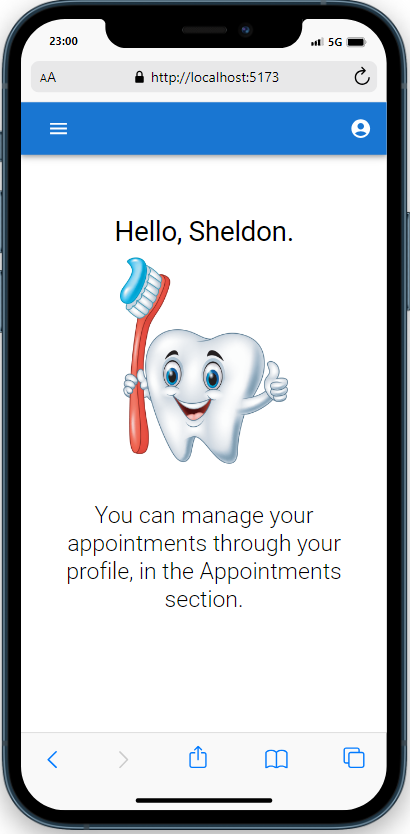 23:00
5G
AA
http://localhost:5173
Hello, Sheldon.
You can manage your
appointments through your
profile, in the Appointments
section.